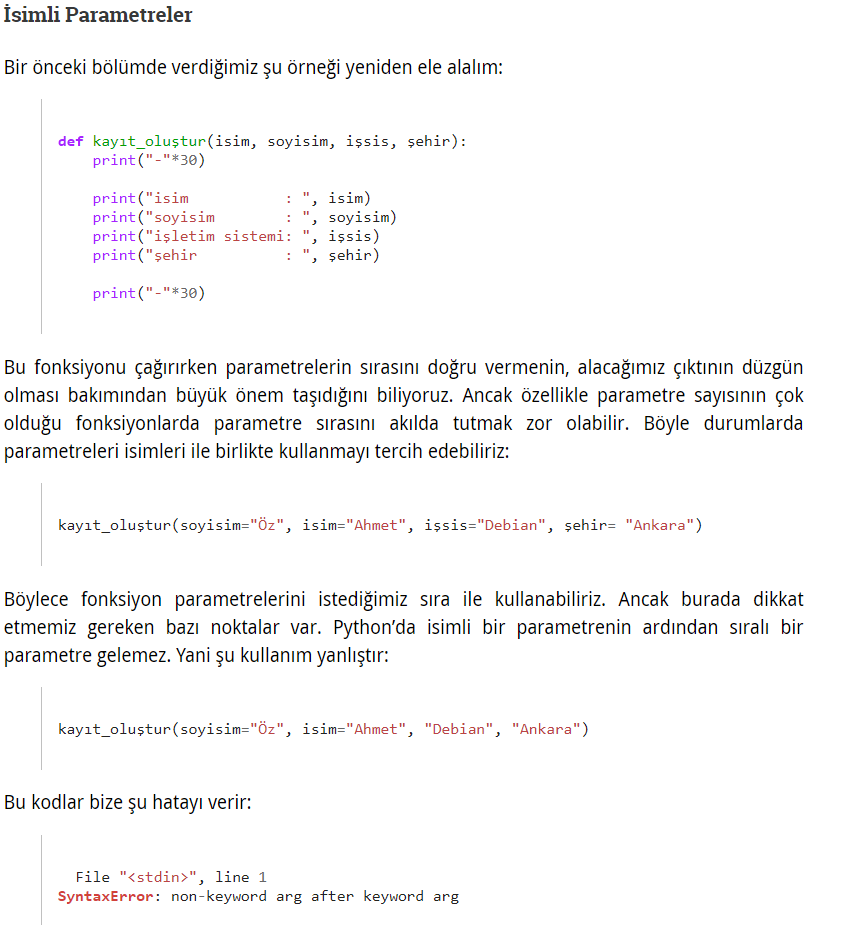 İsimli Parametreler
Bir önceki bölümde verdiğimiz şu örneği yeniden ele alalım:
def kayıt_oluştur(isim, soyisim, işsis, şehir):
    print("-"*30)
    print("isim           : ", isim)
    print("soyisim        : ", soyisim)
    print("işletim sistemi: ", işsis)
    print("şehir          : ", şehir)
    print("-"*30)
Bu fonksiyonu çağırırken parametrelerin sırasını doğru vermenin, alacağımız çıktının düzgün
olması bakımından büyük önem taşıdığını biliyoruz. Ancak özellikle parametre sayısının çok
olduğu fonksiyonlarda parametre sırasını akılda tutmak zor olabilir. Böyle durumlarda
parametreleri isimleri ile birlikte kullanmayı tercih edebiliriz:
kayıt_oluştur(soyisim="Öz", isim="Ahmet", işsis="Debian", şehir= "Ankara")
Böylece fonksiyon parametrelerini istediğimiz sıra ile kullanabiliriz. Ancak burada dikkat
etmemiz gereken bazı noktalar var. Python’da isimli bir parametrenin ardından sıralı bir
parametre gelemez. Yani şu kullanım yanlıştır:
kayıt_oluştur(soyisim="Öz", isim="Ahmet", "Debian", "Ankara")
Bu kodlar bize şu hatayı verir:
  File "<stdin>", line 1
SyntaxError: non-keyword arg after keyword arg